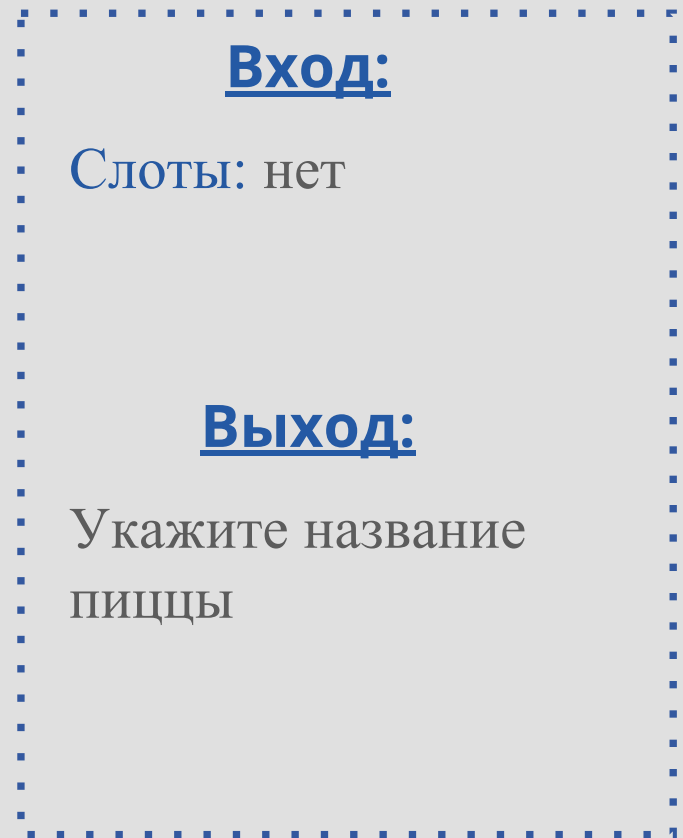 Вход:
Слоты: нет
Выход:
Укажите название
пиццы